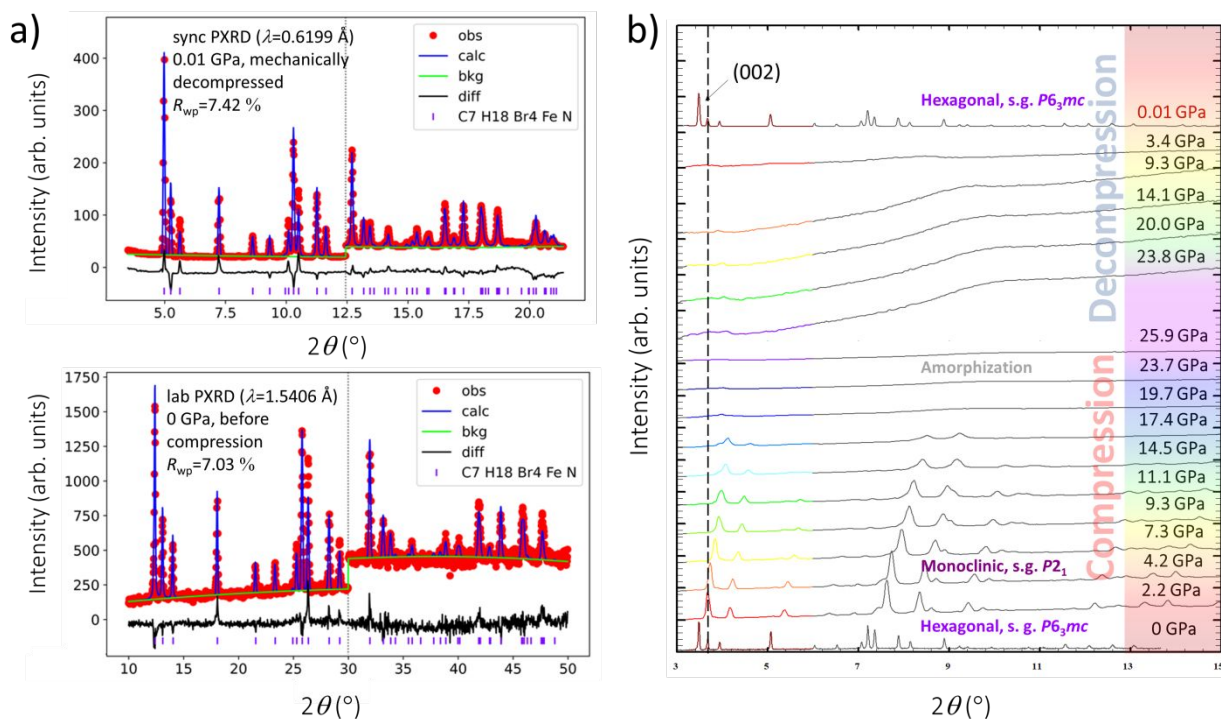 a)
sync PXRD (λ=0.6199 Å)
0.01 GPa, mechanically
decompressed
Rwp=7.42 %
obs
calc
bkg
diff
C7 H18 Br4 Fe N
Intensity (arb. units)
400
300
200
100
0
5.0 7.5 10.0 12.5 15.0 17.5 20.0
2θ (°)
lab PXRD (λ=1.5406 Å)
0 GPa, before
compression
Rwp=7.03 %
obs
calc
bkg
diff
C7 H18 Br4 Fe N
Intensity (arb. units)
1750
1500
1250
1000
750
500
250
0
10 15 20 25 30 35 40 45 50
2θ (°)
b)
(002)
Hexagonal, s.g. P6₃mc
0.01 GPa
3.4 GPa
9.3 GPa
14.1 GPa
20.0 GPa
23.8 GPa
Decompression
25.9 GPa
Amorphization
23.7 GPa
19.7 GPa
17.4 GPa
14.5 GPa
11.1 GPa
9.3 GPa
7.3 GPa
4.2 GPa
2.2 GPa
0 GPa
Compression
Monoclinic, s.g. P2₁
Hexagonal, s. g. P6₃mc
Intensity (arb. units)
3 5 7 9 11 13 15
2θ (°)